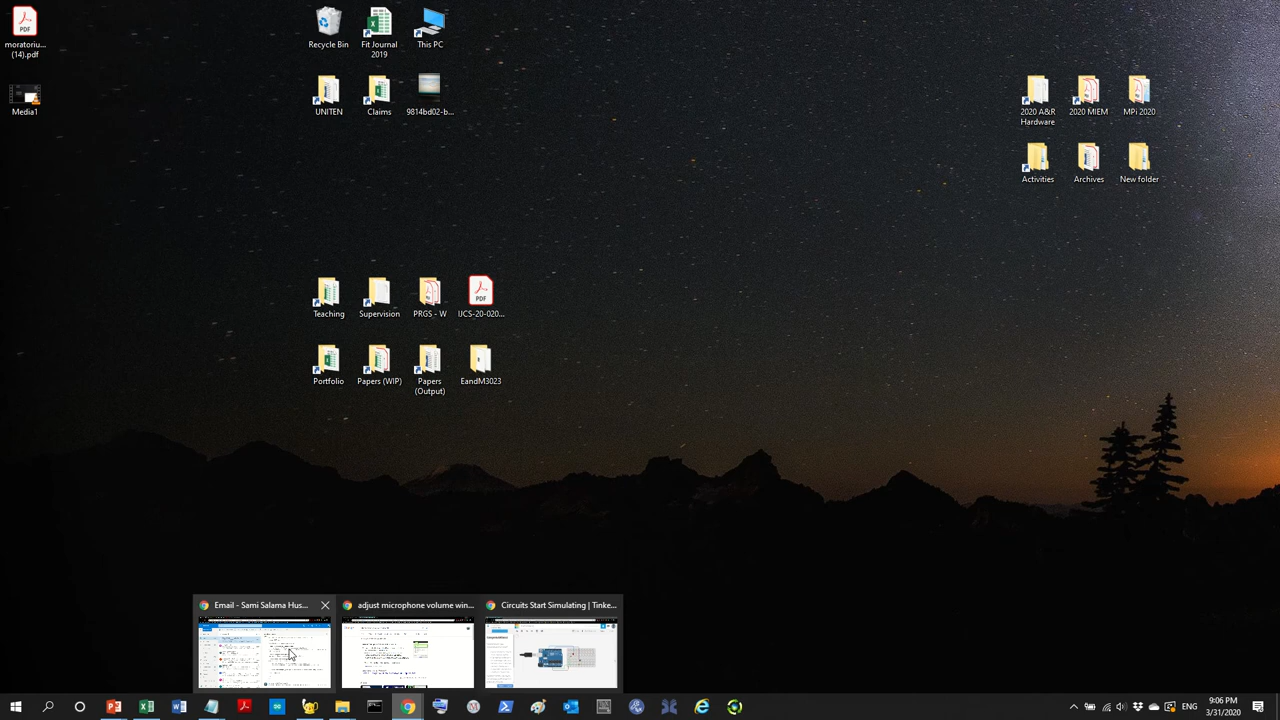 moratoriu...
(14).pdf
Media1
Recycle Bin
Fit Journal
2019
This PC
UNITEN
Claims
9814bd02-b...
2020 A&R
Hardware
2020 MIEM
MPi 2020
Activities
Archives
New folder
Teaching
Supervision
PRGS - W
IJCS-20-020...
Portfolio
Papers (WIP)
Papers
(Output)
EandM3023
Email - Sami Salama Hus...
adjust microphone volume win...
Circuits Start Simulating | Tinke...
ENG
9:06 PM
3/31/2020